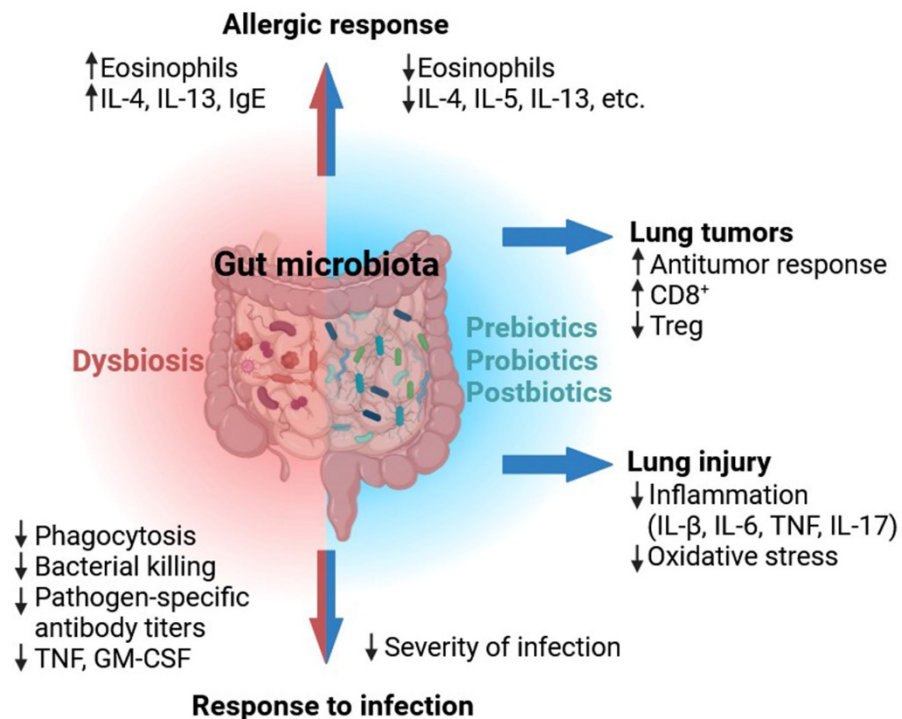 Allergic response
↑Eosinophils
↑IL-4, IL-13, IgE
↓Eosinophils
↓IL-4, IL-5, IL-13, etc.
Gut microbiota
Dysbiosis
Prebiotics
Probiotics
Postbiotics
Lung tumors
↑ Antitumor response
↑ CD8⁺
↓ Treg
Lung injury
↓ Inflammation
(IL-β, IL-6, TNF, IL-17)
↓ Oxidative stress
↓ Phagocytosis
↓ Bacterial killing
↓ Pathogen-specific
antibody titers
↓ TNF, GM-CSF
↓ Severity of infection
Response to infection